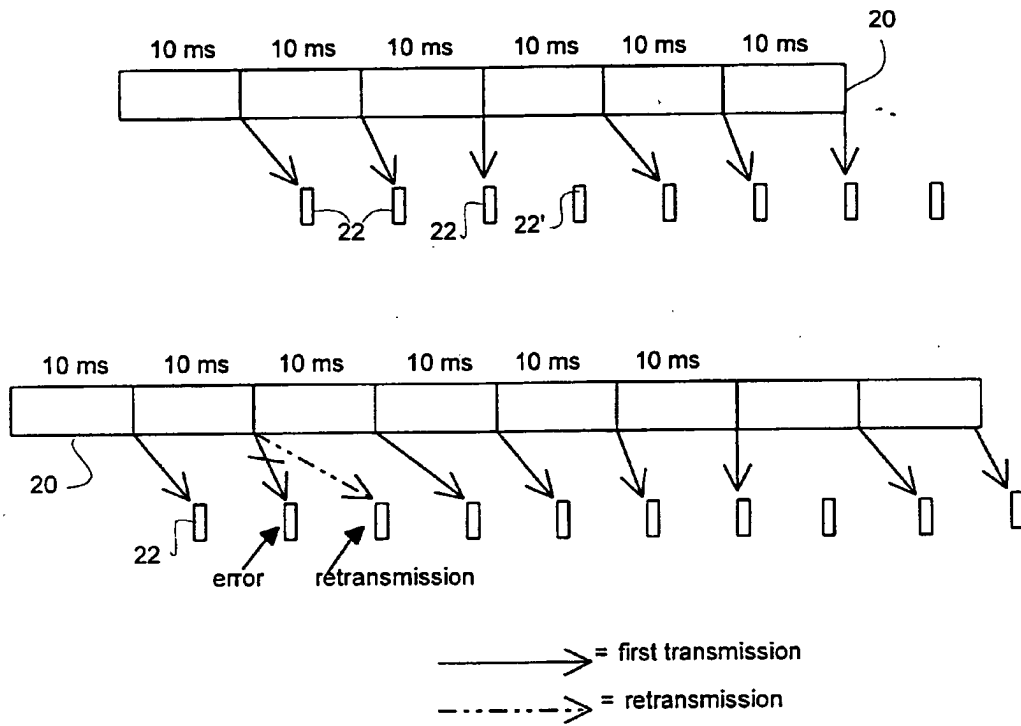 20
10 ms 10 ms 10 ms 10 ms 10 ms 10 ms
22 22 22'
10 ms 10 ms 10 ms 10 ms 10 ms 10 ms
20
22
error retransmission
= first transmission
= retransmission